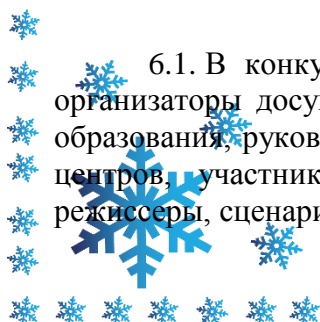 6.1. В конку
организаторы досу
образования, руков
центров, участник
режиссеры, сценари